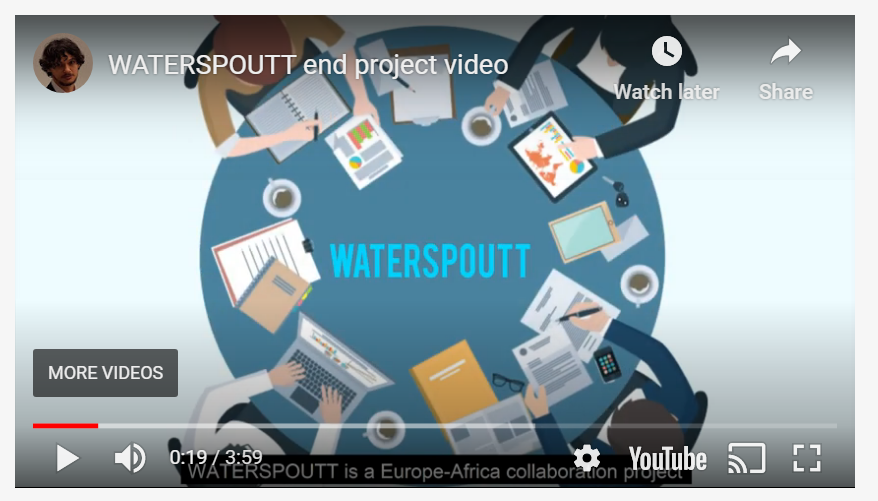 WATERSPOUTT end project video
Watch later
Share
WATERSPOUTT
MORE VIDEOS
0:19 / 3:59
YouTube
WATERSPOUTT is a Europe-Africa collaboration project